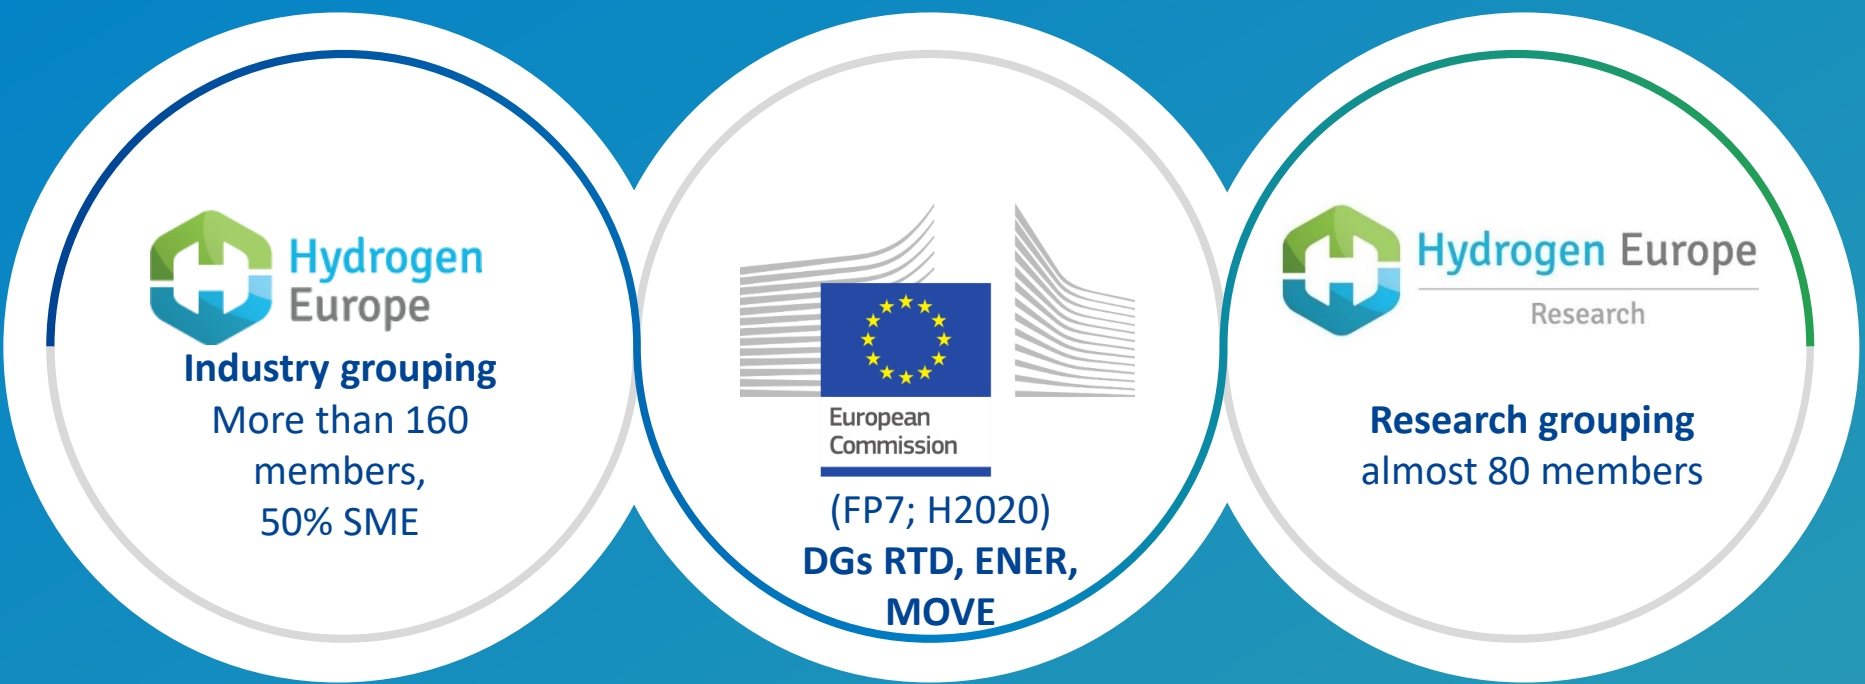 Hydrogen
Europe
Industry grouping
More than 160
members,
50% SME
European
Commission
(FP7; H2020)
DGs RTD, ENER,
MOVE
Hydrogen Europe
Research
Research grouping
almost 80 members